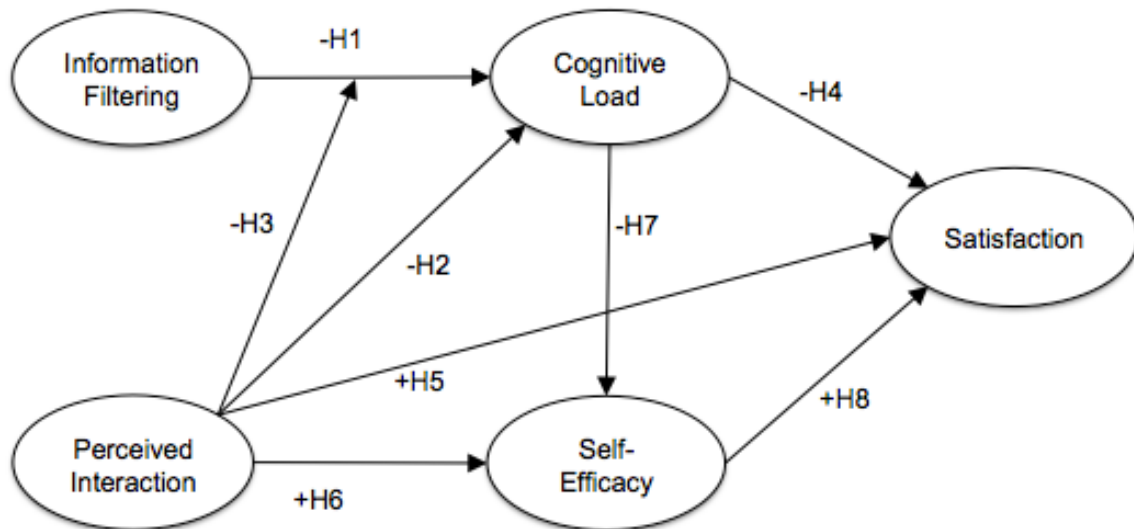 -H1
Information
Filtering
Cognitive
Load
-H4
-H3
-H2
-H7
Satisfaction
+H5
+H8
Perceived
Interaction
Self-
Efficacy
+H6